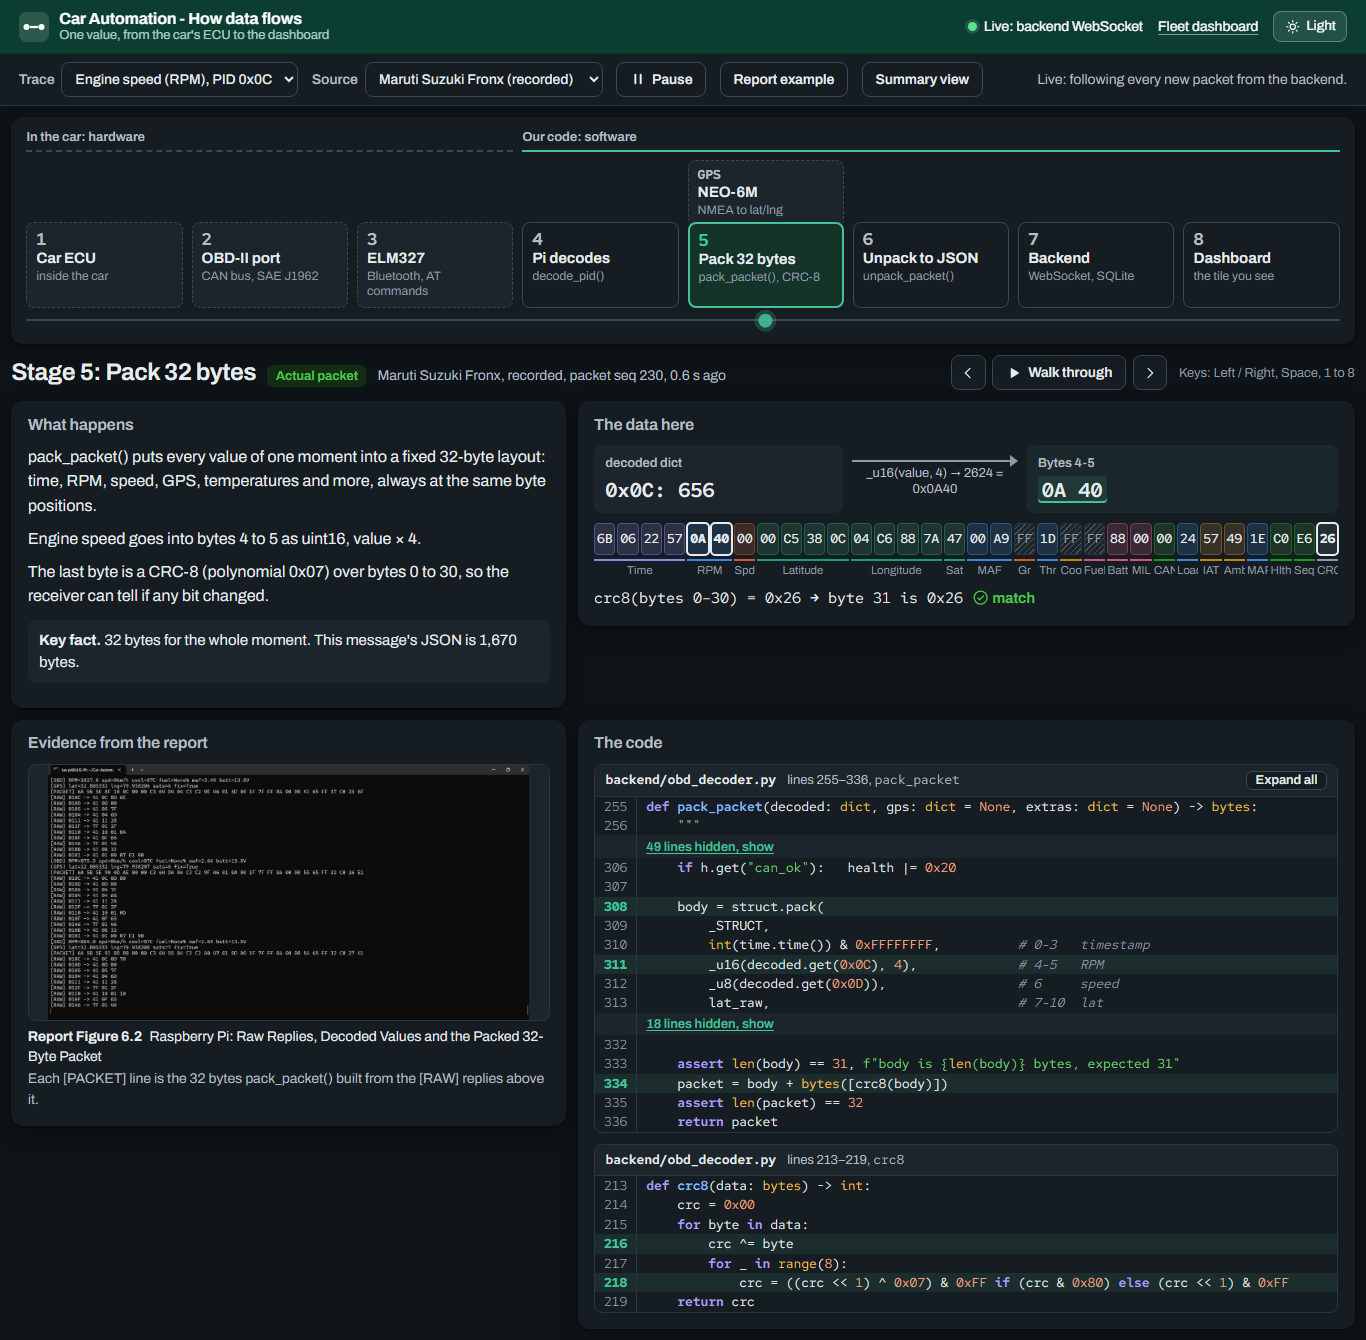 Car Automation - How data flows
One value, from the car's ECU to the dashboard
Live: backend WebSocket
Fleet dashboard
Light
Trace
Engine speed (RPM), PID 0x0C
Source
Maruti Suzuki Fronx (recorded)
Pause
Report example
Summary view
Live: following every new packet from the backend.
In the car: hardware
Our code: software
GPS
NEO-6M
NMEA to lat/lng
1
Car ECU
inside the car
2
OBD-II port
CAN bus, SAE J1962
3
ELM327
Bluetooth, AT
commands
4
Pi decodes
decode_pid()
5
Pack 32 bytes
pack_packet(), CRC-8
6
Unpack to JSON
unpack_packet()
7
Backend
WebSocket, SQLite
8
Dashboard
the tile you see
Stage 5: Pack 32 bytes
Actual packet
Maruti Suzuki Fronx, recorded, packet seq 230, 0.6 s ago
Walk through
Keys: Left / Right, Space, 1 to 8
What happens
pack_packet() puts every value of one moment into a fixed 32-byte layout:
time, RPM, speed, GPS, temperatures and more, always at the same byte
positions.
Engine speed goes into bytes 4 to 5 as uint16, value × 4.
The last byte is a CRC-8 (polynomial 0x07) over bytes 0 to 30, so the
receiver can tell if any bit changed.
Key fact. 32 bytes for the whole moment. This message's JSON is 1,670
bytes.
The data here
decoded dict
0x0C: 656
_u16(value, 4) → 2624 =
0x0A40
Bytes 4-5
0A 40
6B 06 22 57 0A 40 00 00 C5 38 0C 04 C6 88 7A 47 00 A9 FF 1D FF FF 88 00 00 24 57 49 1E C0 E6 26
Time RPM Spd Latitude Longitude Sat MAF Gr Thr Coo Fuel Batt MIL CAN Loac IAT Amb MAF Hlth Seq CRC
crc8(bytes 0–30) = 0x26 → byte 31 is 0x26 match
Evidence from the report
Report Figure 6.2 Raspberry Pi: Raw Replies, Decoded Values and the Packed 32-
Byte Packet
Each [PACKET] line is the 32 bytes pack_packet() built from the [RAW] replies above
it.
The code
backend/obd_decoder.py lines 255–336, pack_packet
Expand all
255 def pack_packet(decoded: dict, gps: dict = None, extras: dict = None) -> bytes:
256 """
49 lines hidden, show
306 if h.get("can_ok"): health |= 0x20
307
308 body = struct.pack(
309 _STRUCT,
310 int(time.time()) & 0xFFFFFFFF, # 0-3 timestamp
311 _u16(decoded.get(0x0C), 4), # 4-5 RPM
312 _u8(decoded.get(0x0D)), # 6 speed
313 lat_raw, # 7-10 lat
18 lines hidden, show
332
333 assert len(body) == 31, f"body is {len(body)} bytes, expected 31"
334 packet = body + bytes([crc8(body)])
335 assert len(packet) == 32
336 return packet
backend/obd_decoder.py lines 213–219, crc8
213 def crc8(data: bytes) -> int:
214 crc = 0x00
215 for byte in data:
216 crc ^= byte
217 for _ in range(8):
218 crc = ((crc << 1) ^ 0x07) & 0xFF if (crc & 0x80) else (crc << 1) & 0xFF
219 return crc